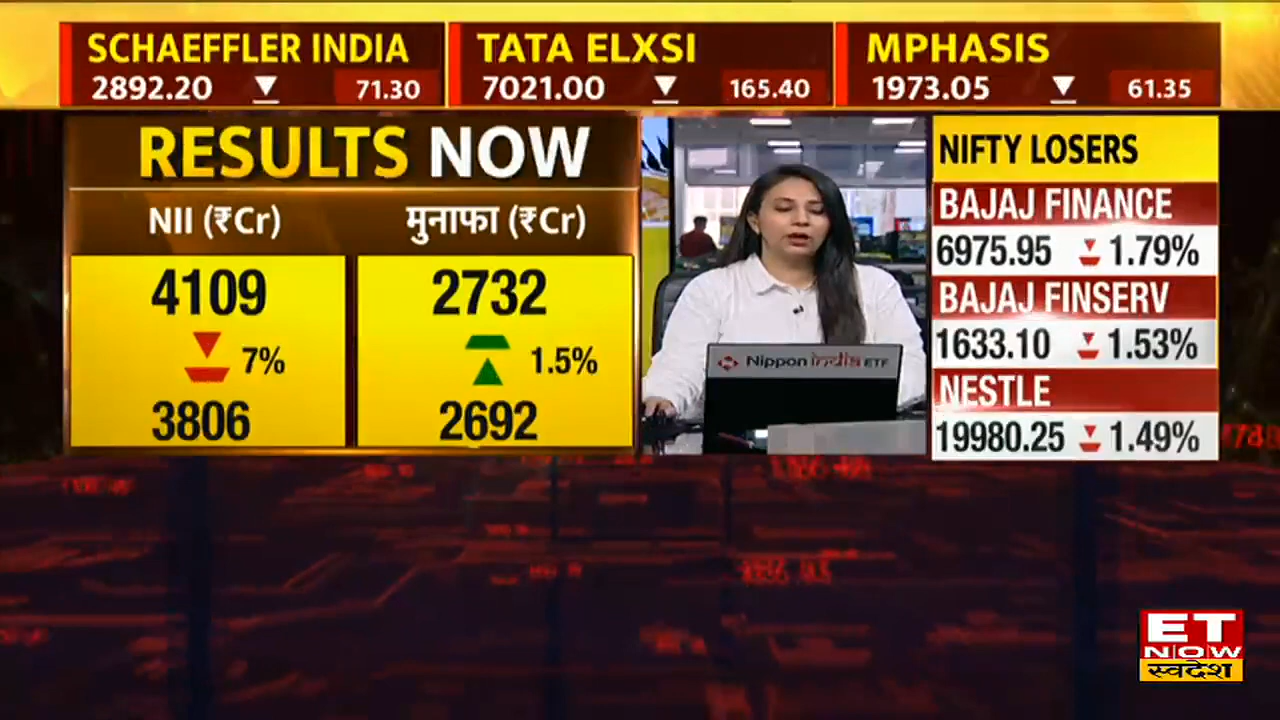 SCHAEFFLER INDIA
2892.20 ▼ 71.30
TATA ELXSI
7021.00 ▼ 165.40
MPHASIS
1973.05 ▼ 61.35
RESULTS NOW
NII (₹Cr)
मुनाफा (₹Cr)
4109
7%
3806
2732
1.5%
2692
Nippon india ETF
NIFTY LOSERS
BAJAJ FINANCE
6975.95 1.79%
BAJAJ FINSERV
1633.10 1.53%
NESTLE
19980.25 1.49%
ET
NOW
स्वदेश